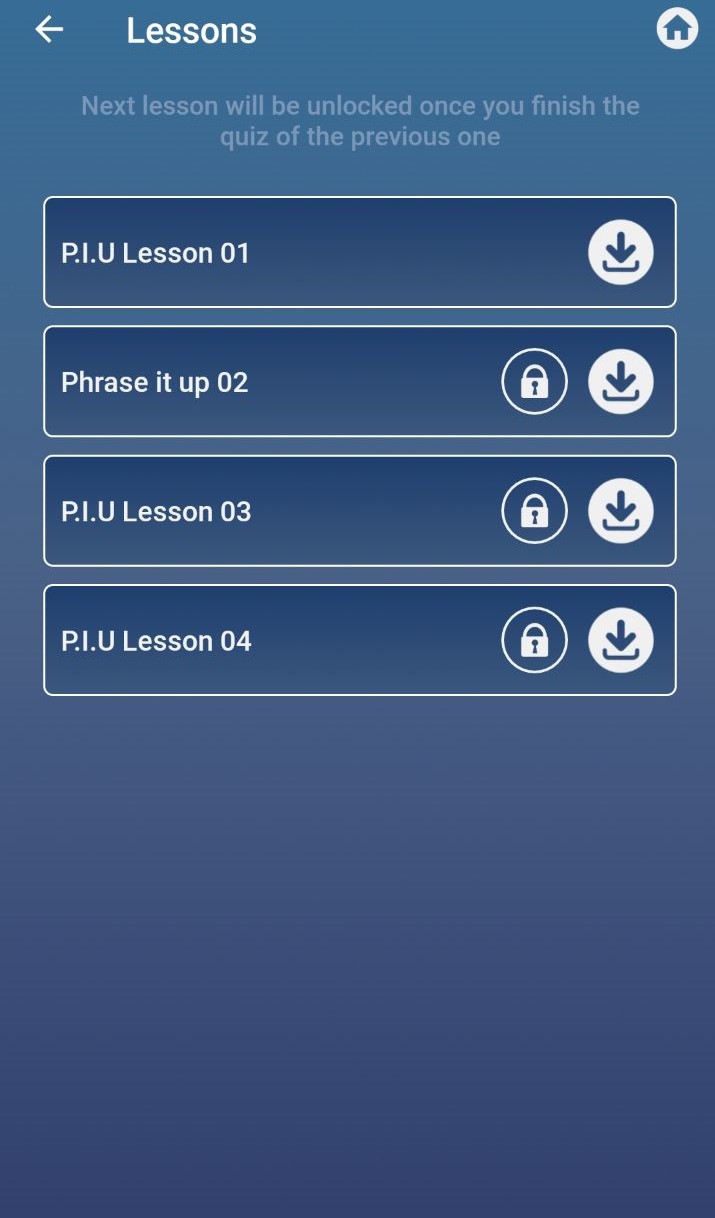 Lessons
Next lesson will be unlocked once you finish the
quiz of the previous one
P.I.U Lesson 01
Phrase it up 02
P.I.U Lesson 03
P.I.U Lesson 04